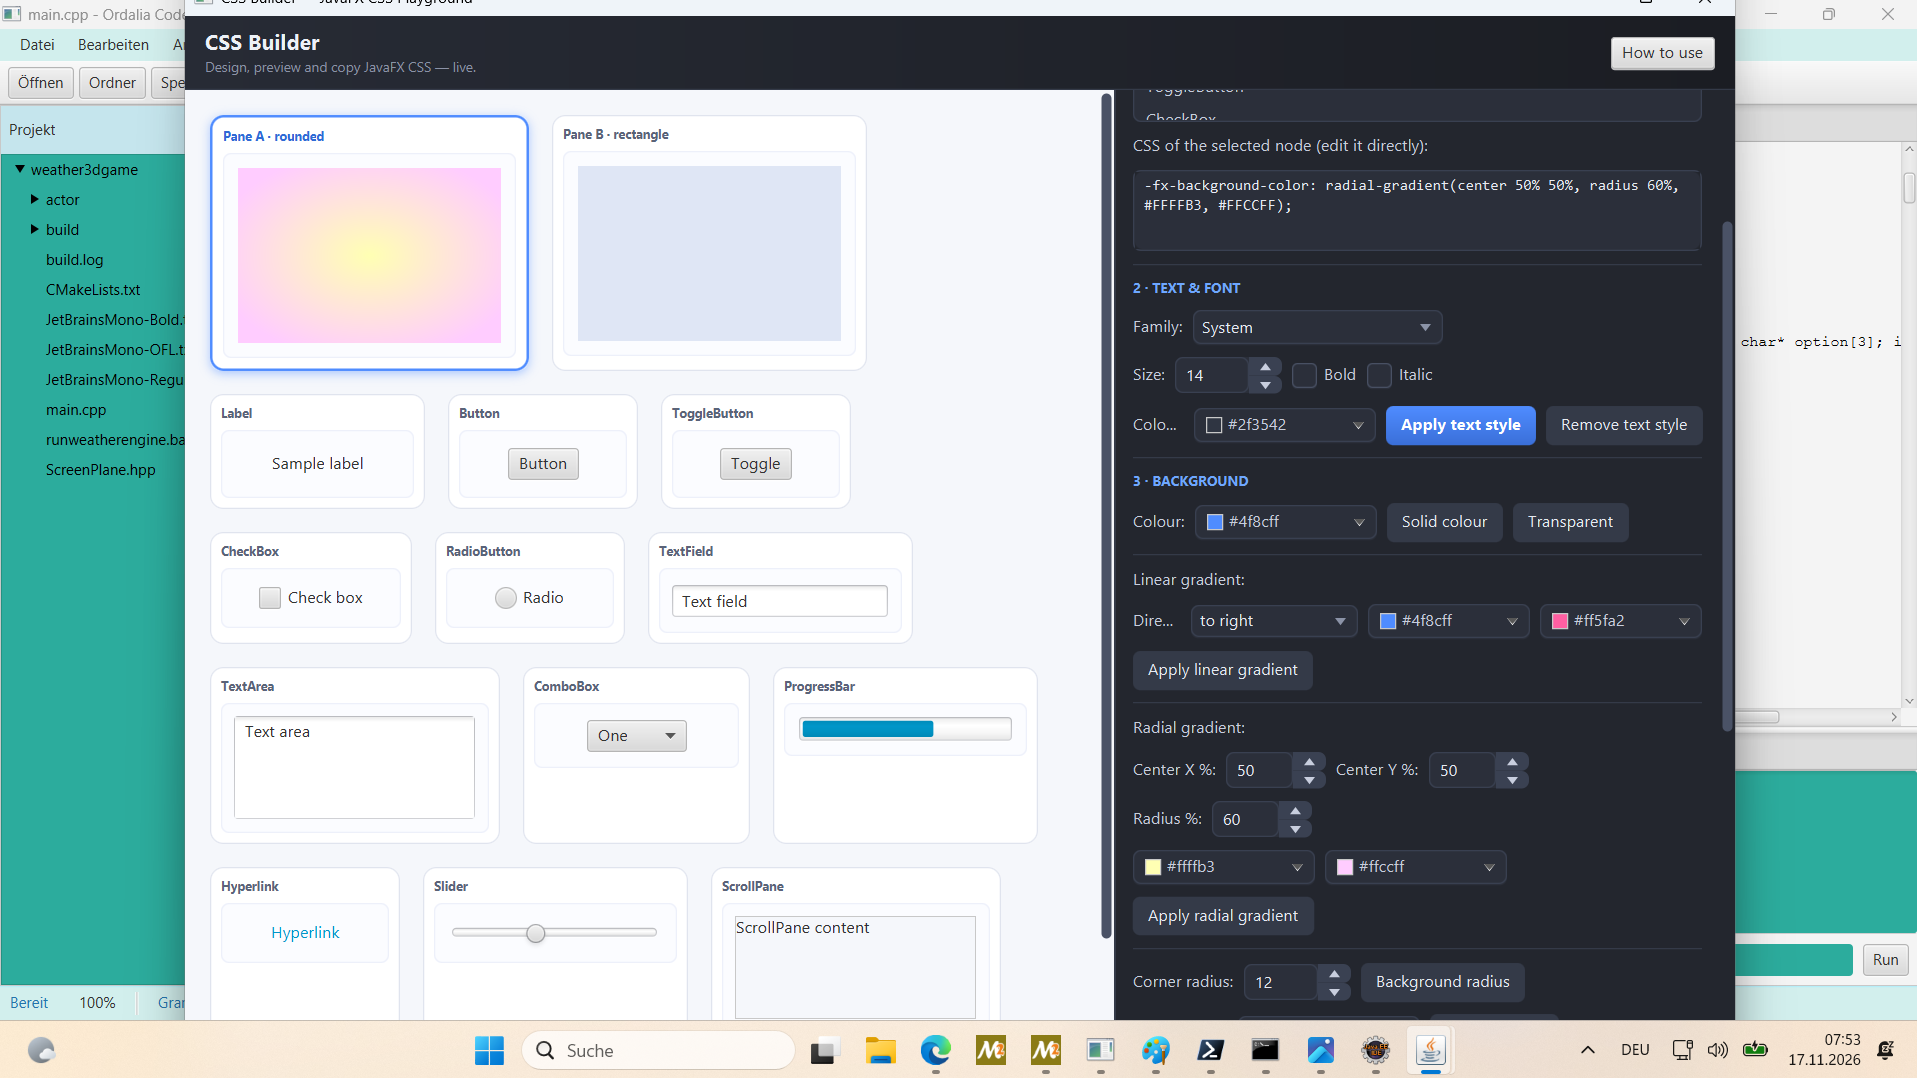 main.cpp - Ordalia Code
CSS Builder — JavaFX CSS Playground
Datei Bearbeiten
Öffnen Ordner Spe
CSS Builder
Design, preview and copy JavaFX CSS — live.
How to use
Projekt
weather3dgame
actor
build
build.log
CMakeLists.txt
JetBrainsMono-Bold.
JetBrainsMono-OFL.t
JetBrainsMono-Regu
main.cpp
runweatherengine.ba
ScreenPlane.hpp
Pane A · rounded
Pane B · rectangle
Label
Sample label
Button
Button
ToggleButton
Toggle
CheckBox
Check box
RadioButton
Radio
TextField
Text field
TextArea
Text area
ComboBox
One
ProgressBar
Hyperlink
Hyperlink
Slider
ScrollPane
ScrollPane content
ToggleButton
CheckBox
CSS of the selected node (edit it directly):
-fx-background-color: radial-gradient(center 50% 50%, radius 60%,
#FFFFB3, #FFCCFF);
2 · TEXT & FONT
Family: System
Size: 14 Bold Italic
Colo... #2f3542 Apply text style Remove text style
3 · BACKGROUND
Colour: #4f8cff Solid colour Transparent
Linear gradient:
Dire... to right #4f8cff #ff5fa2
Apply linear gradient
Radial gradient:
Center X %: 50 Center Y %: 50
Radius %: 60
#ffffb3 #ffccff
Apply radial gradient
Corner radius: 12 Background radius
char* option[3]; i
Run
Bereit 100% Gra
Suche
DEU
07:53
17.11.2026